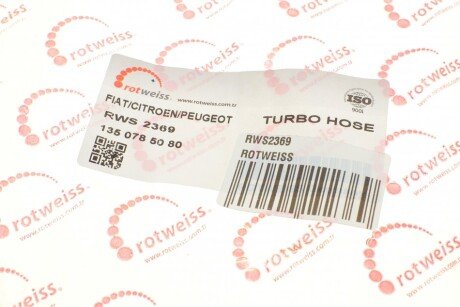 rotweiss
www.rotweiss.com.tr
FIAT/CITROEN/PEUGEOT
RWS 2369
135 078 50 80
ISO
9001
TURBO HOSE
RWS2369
ROTWEISS